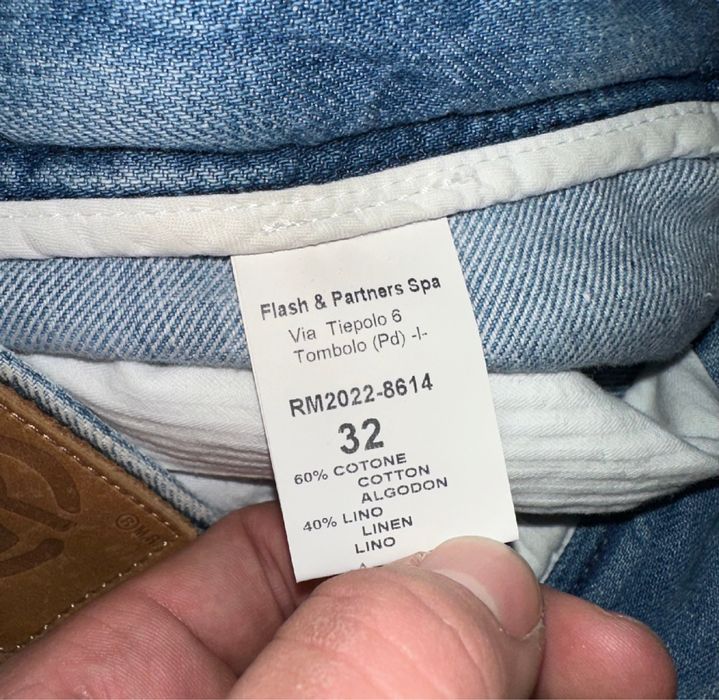 Flash & Partners Spa
Via Tiepolo 6
Tombolo (Pd) -I-
RM2022-8614
32
60% COTONE
COTTON
ALGODON
40% LINO
LINEN
LINO